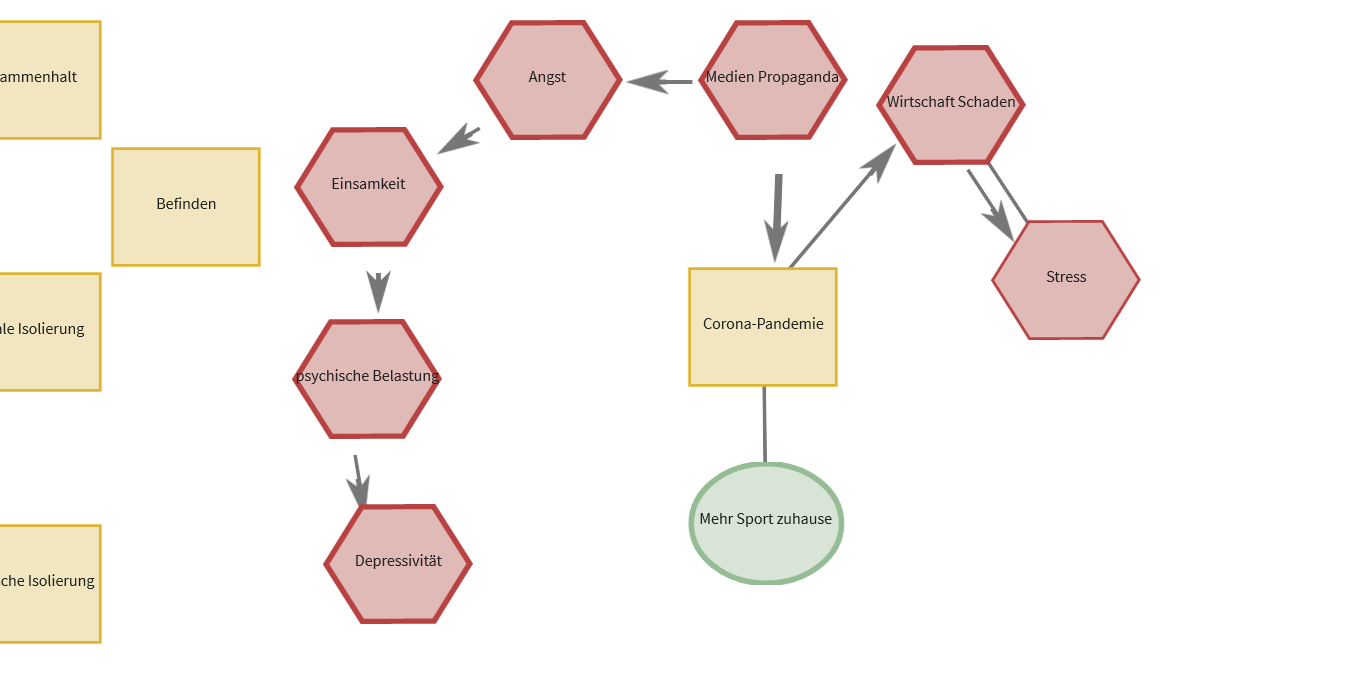 ammenhalt
Angst
Medien Propaganda
Wirtschaft Schaden
Einsamkeit
Befinden
Stress
Corona-Pandemie
ale Isolierung
psychische Belastung
Mehr Sport zuhause
Depressivität
sche Isolierung